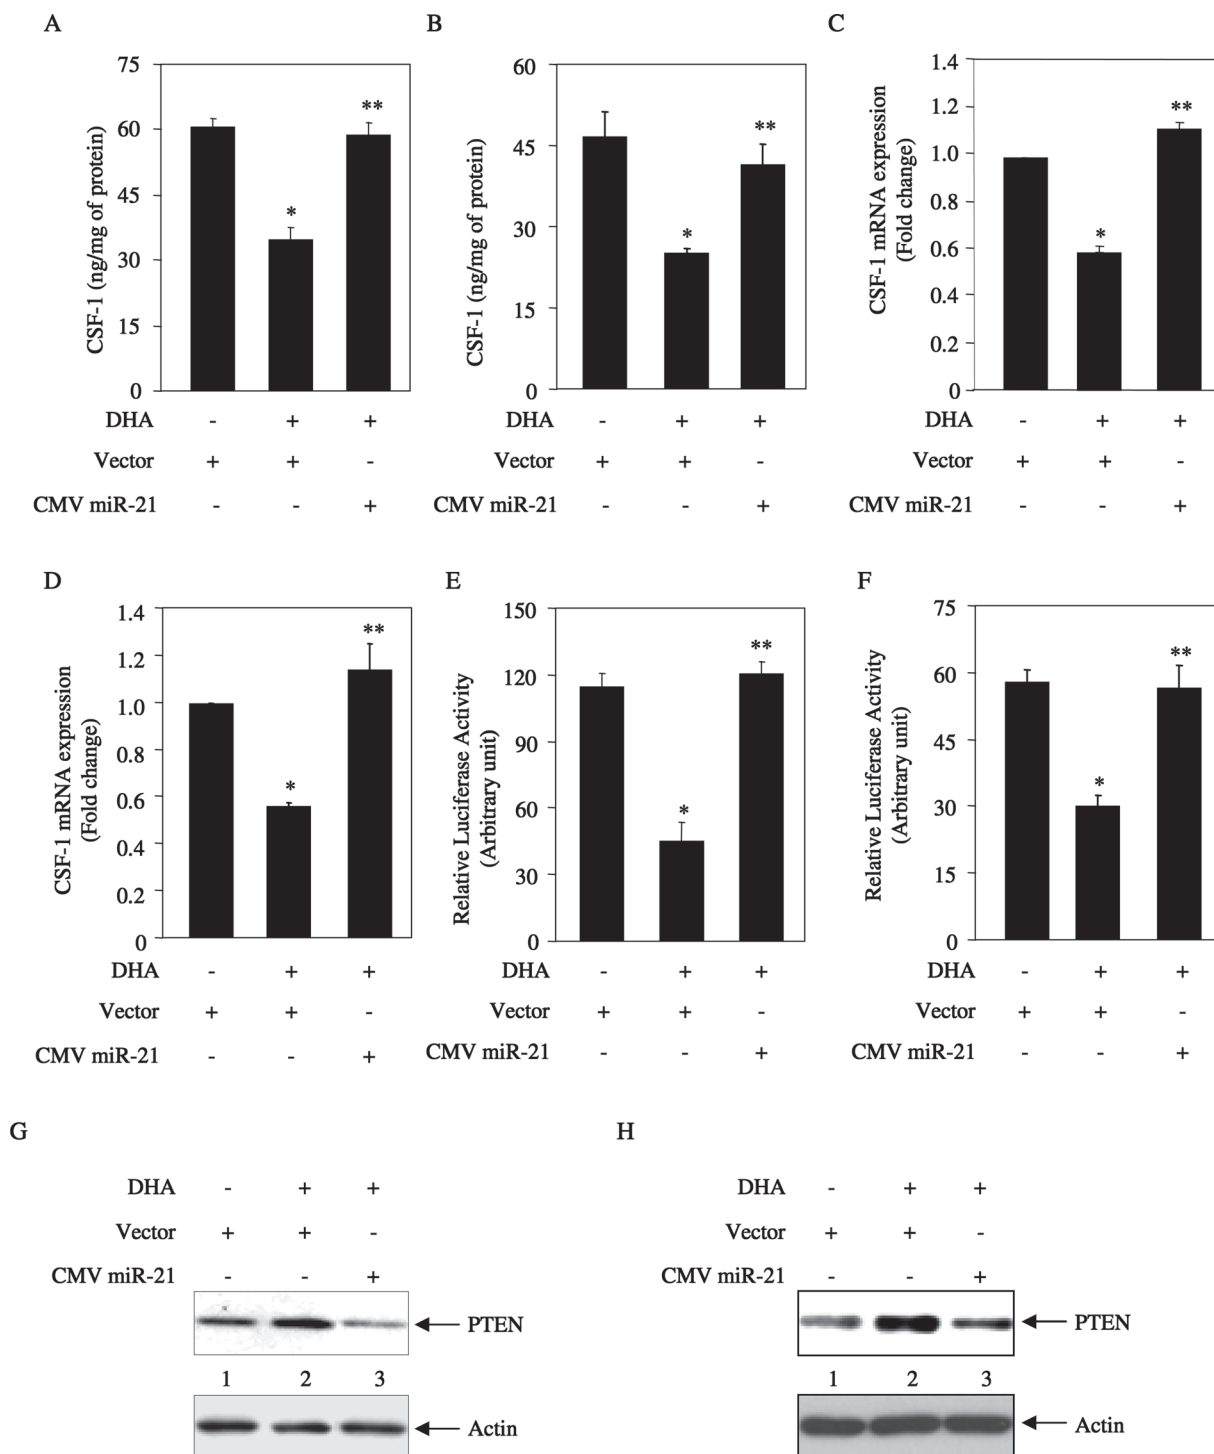 A
B
C
75
60
45
30
15
0
CSF-1 (ng/mg of protein)
*
**
DHA - + +
Vector + + -
CMV miR-21 - - +
60
45
30
15
0
CSF-1 (ng/mg of protein)
*
**
DHA - + +
Vector + + -
CMV miR-21 - - +
1.4
1.2
1.0
0.8
0.6
0.4
0.2
0
CSF-1 mRNA expression
(Fold change)
*
**
DHA - + +
Vector + + -
CMV miR-21 - - +
D
E
F
1.4
1.2
1.0
0.8
0.6
0.4
0.2
0
CSF-1 mRNA expression
(Fold change)
*
**
DHA - + +
Vector + + -
CMV miR-21 - - +
150
120
90
60
30
0
Relative Luciferase Activity
(Arbitrary unit)
*
**
DHA - + +
Vector + + -
CMV miR-21 - - +
75
60
45
30
15
0
Relative Luciferase Activity
(Arbitrary unit)
*
**
DHA - + +
Vector + + -
CMV miR-21 - - +
G
DHA - + +
Vector + + -
CMV miR-21 - - +
PTEN
1 2 3
Actin
H
DHA - + +
Vector + + -
CMV miR-21 - - +
PTEN
1 2 3
Actin